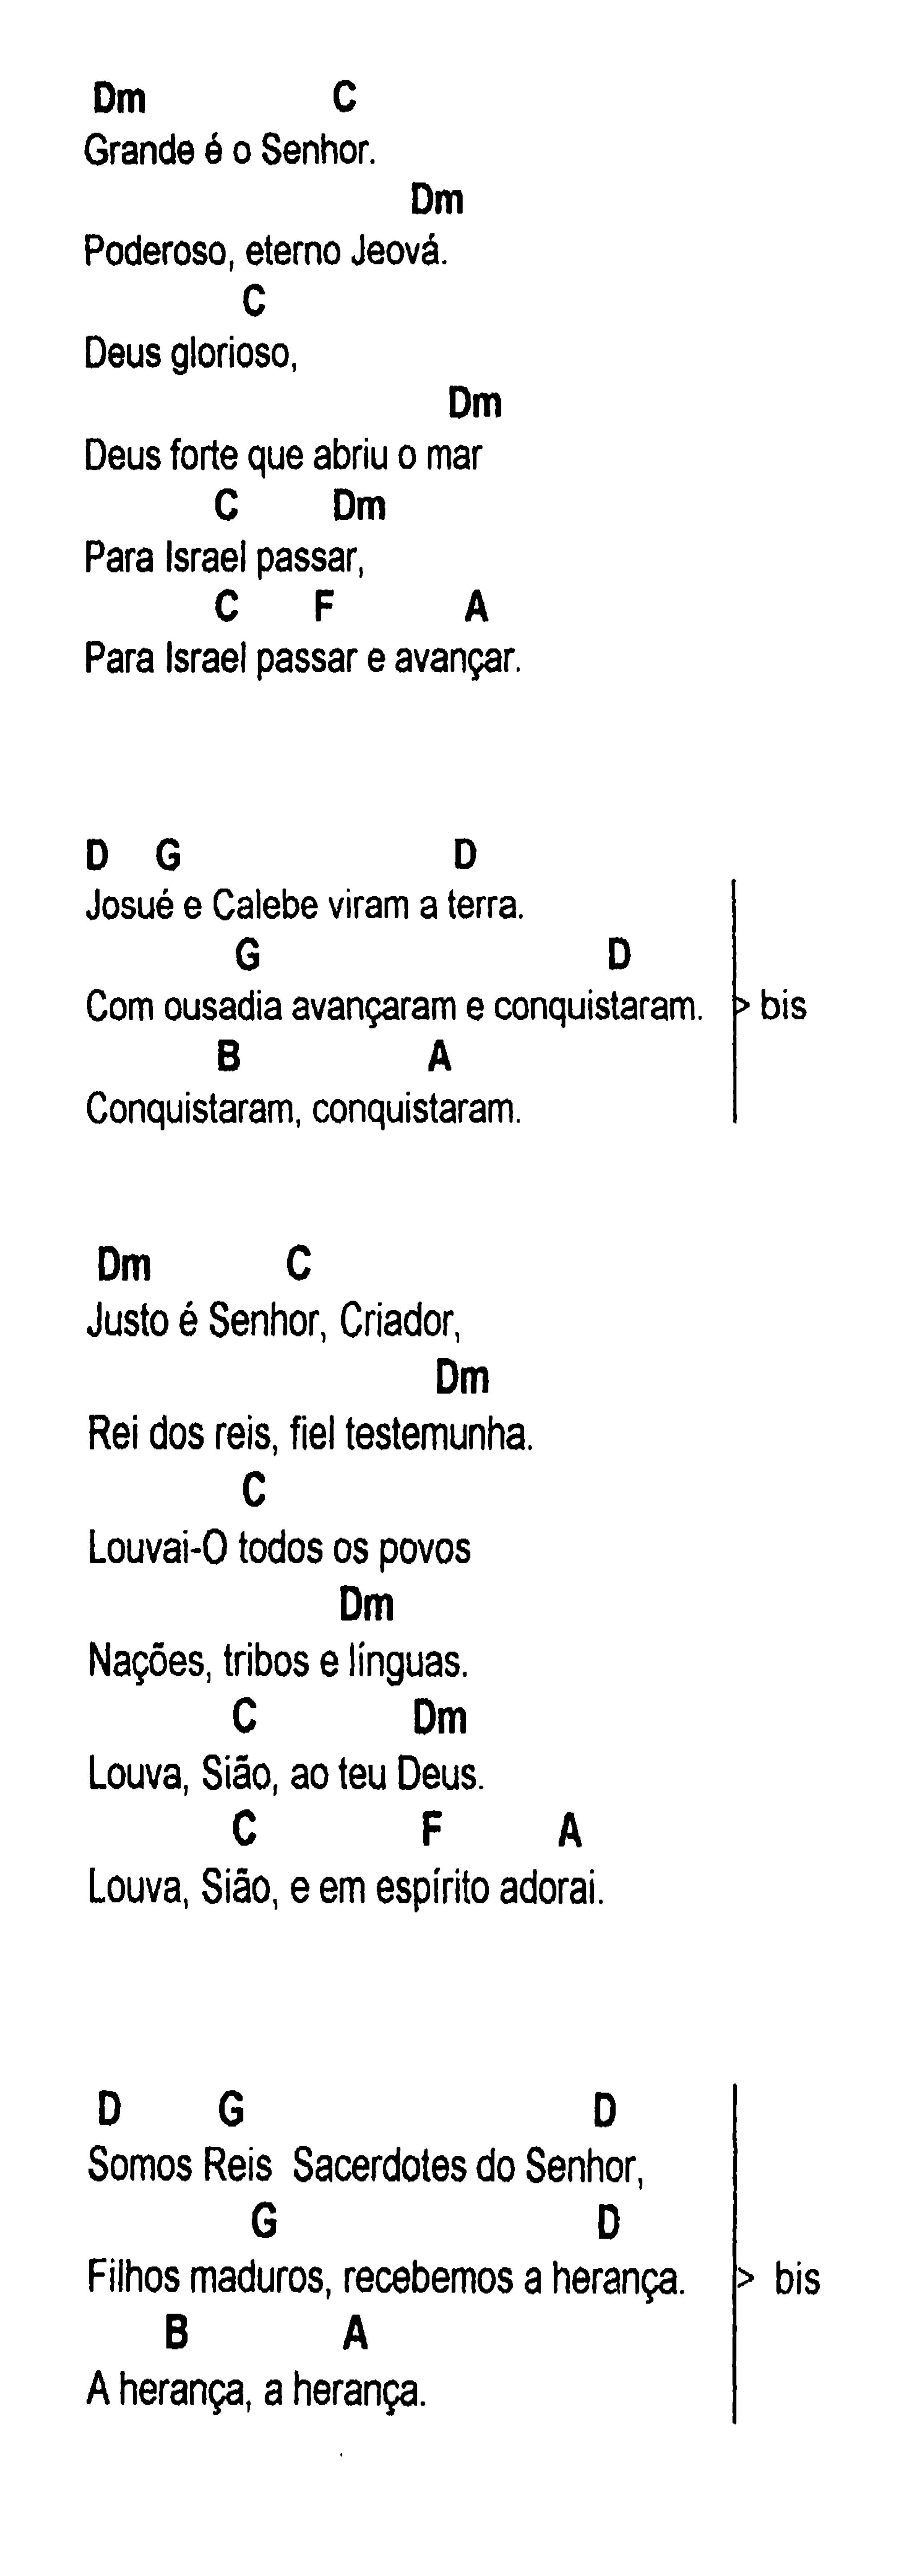 Dm C
Grande é o Senhor.
Dm
Poderoso, eterno Jeová.
C
Deus glorioso,
Dm
Deus forte que abriu o mar
C Dm
Para Israel passar,
C F A
Para Israel passar e avançar.
D G D
Josué e Calebe viram a terra.
G D
Com ousadia avançaram e conquistaram. > bis
B A
Conquistaram, conquistaram.
Dm C
Justo é Senhor, Criador,
Dm
Rei dos reis, fiel testemunha.
C
Louvai-O todos os povos
Dm
Nações, tribos e línguas.
C Dm
Louva, Sião, ao teu Deus.
C F A
Louva, Sião, e em espírito adorai.
D G D
Somos Reis Sacerdotes do Senhor,
G D
Filhos maduros, recebemos a herança. > bis
B A
A herança, a herança.